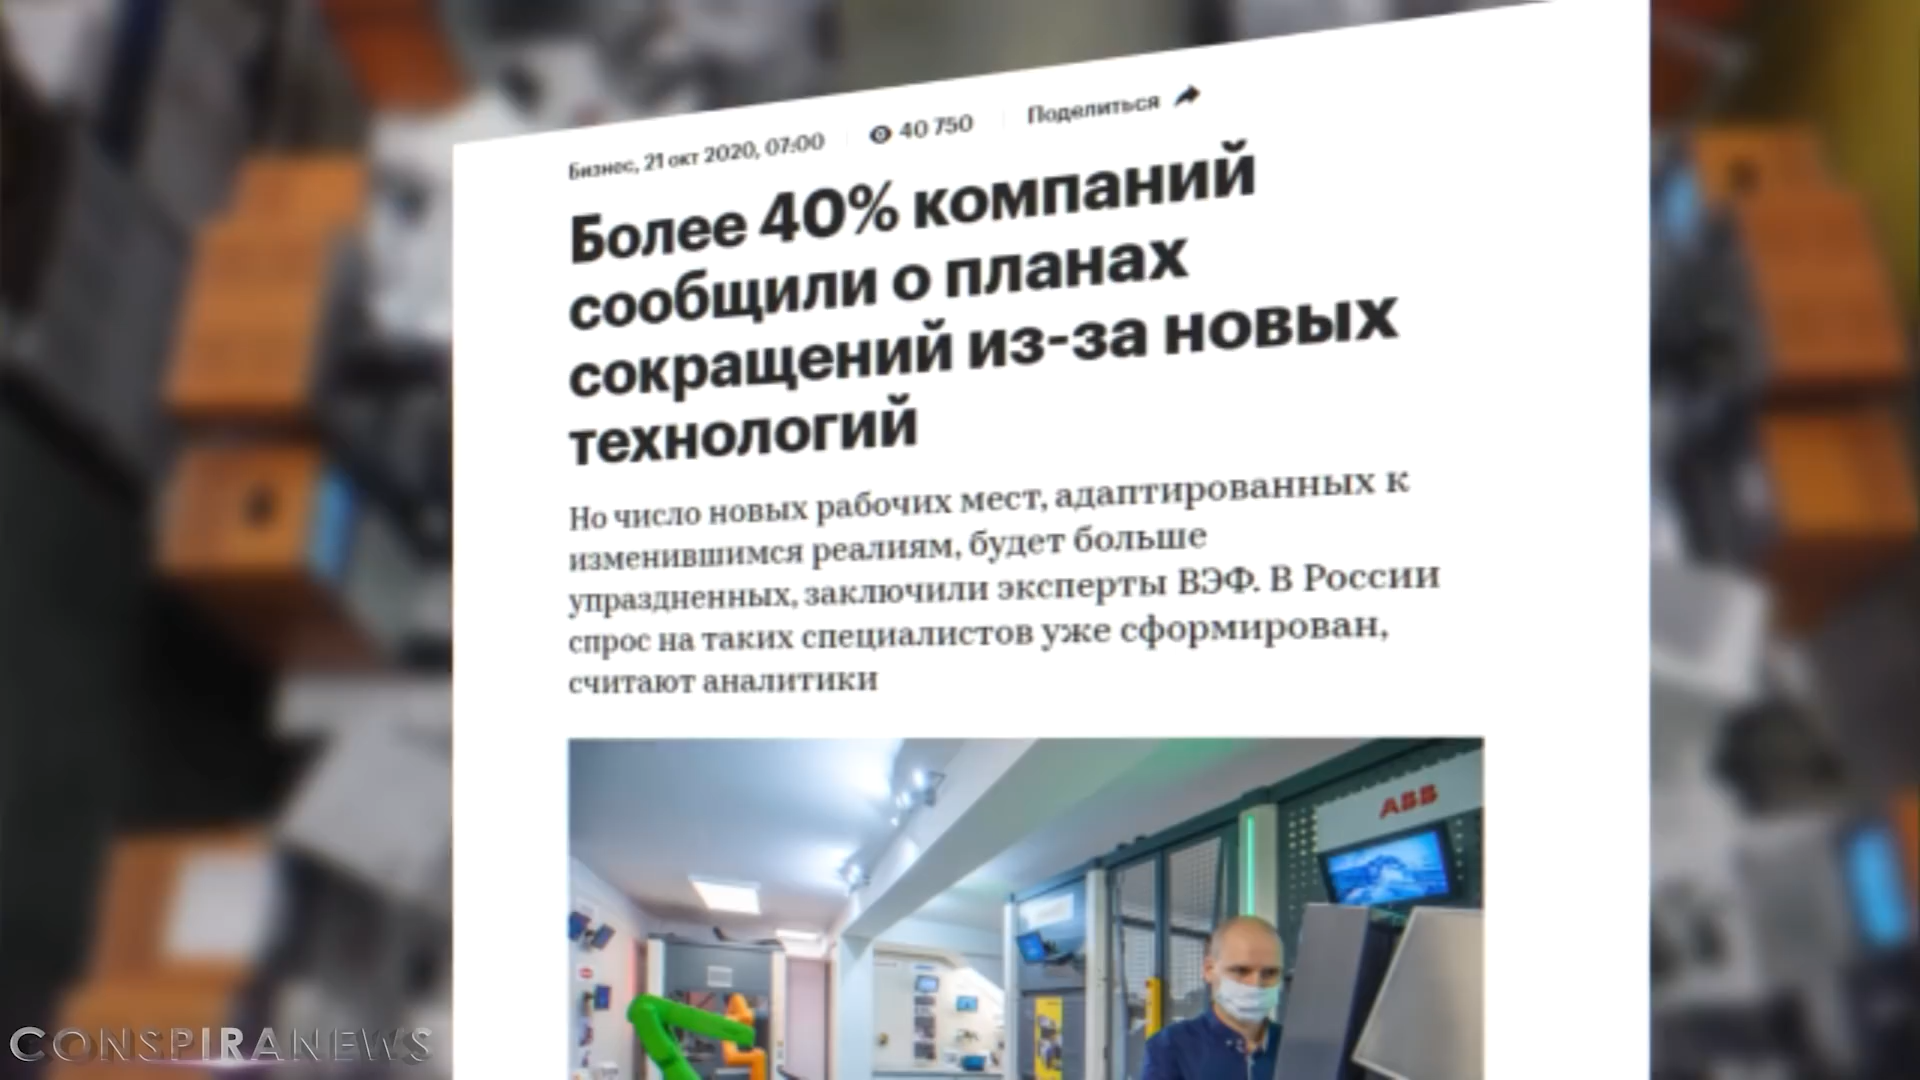 Бизнес, 21 окт 2020, 07:00 40 750 Поделиться
Более 40% компаний
сообщили о планах
сокращений из-за новых
технологий
Но число новых рабочих мест, адаптированных к
изменившимся реалиям, будет больше
упраздненных, заключили эксперты ВЭФ. В России
спрос на таких специалистов уже сформирован,
считают аналитики
ABB
CONSPIRANEWS